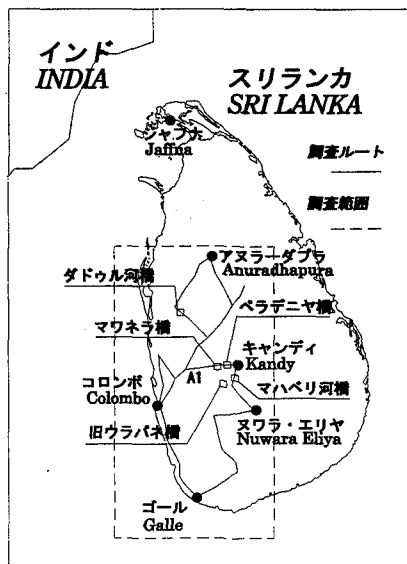 インド
INDIA
スリランカ
SRI LANKA
ジャフナ
Jaffna
調査ルート
調査範囲
アヌラーダプラ
Anuradhapura
ダドゥル河橋
ペラデニヤ橋
マワネラ橋
キャンディ
Kandy
A1
コロンボ
Colombo
マハベリ河橋
旧ウラパネ橋
ヌワラ・エリヤ
Nuwara Eliya
ゴール
Galle